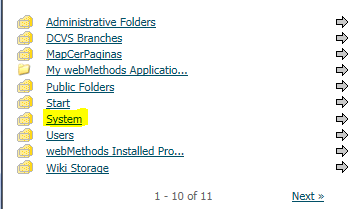 Administrative Folders
DCVS Branches
MapCerPaginas
My webMethods Applicatio...
Public Folders
Start
System
Users
webMethods Installed Pro...
Wiki Storage
1 - 10 of 11 Next »